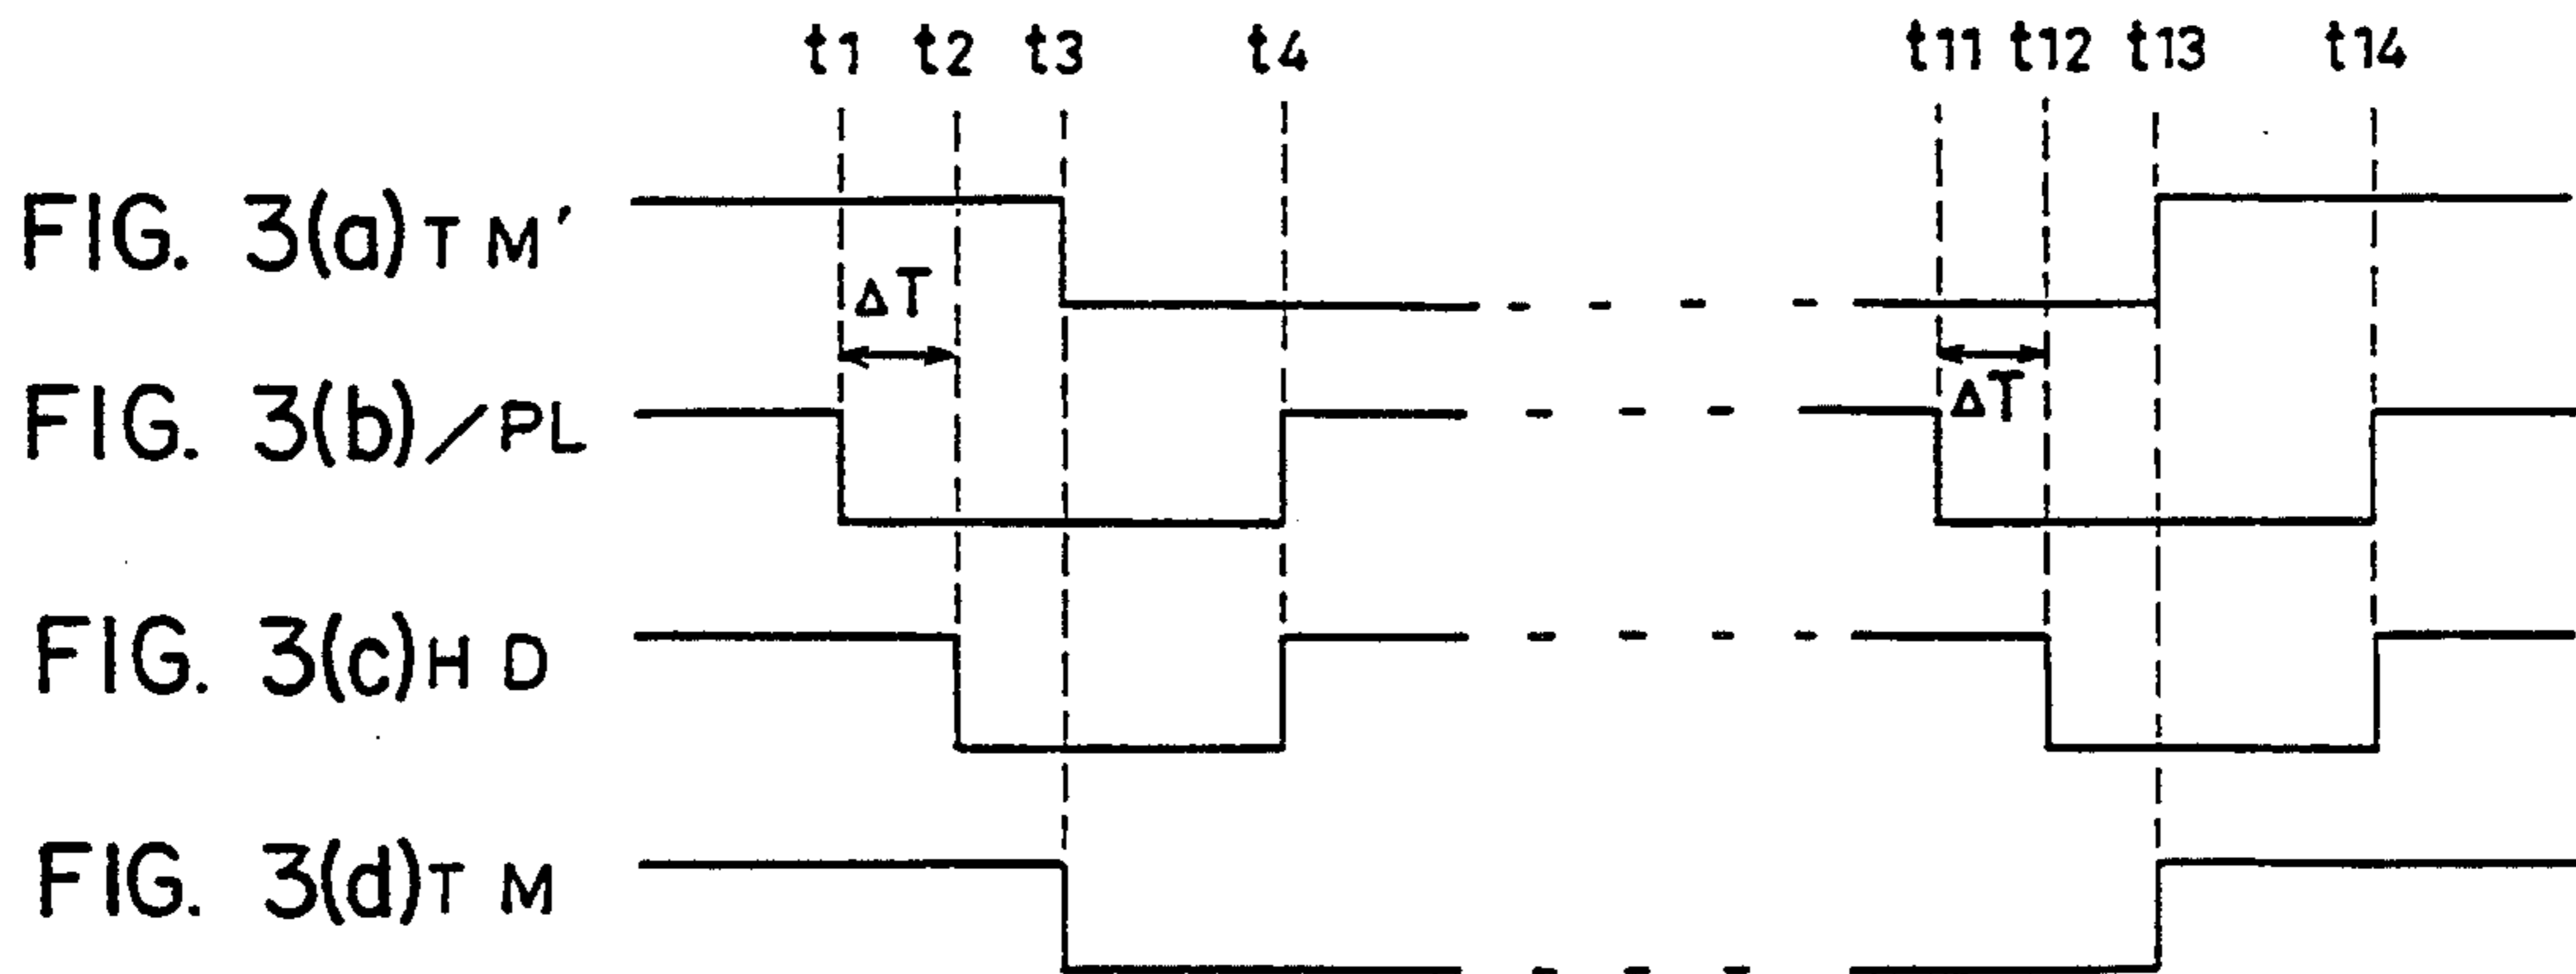 t1 t2 t3 t4 t11 t12 t13 t14
FIG. 3(a) TM'
ΔT
ΔT
FIG. 3(b) /PL
FIG. 3(c) HD
FIG. 3(d) TM